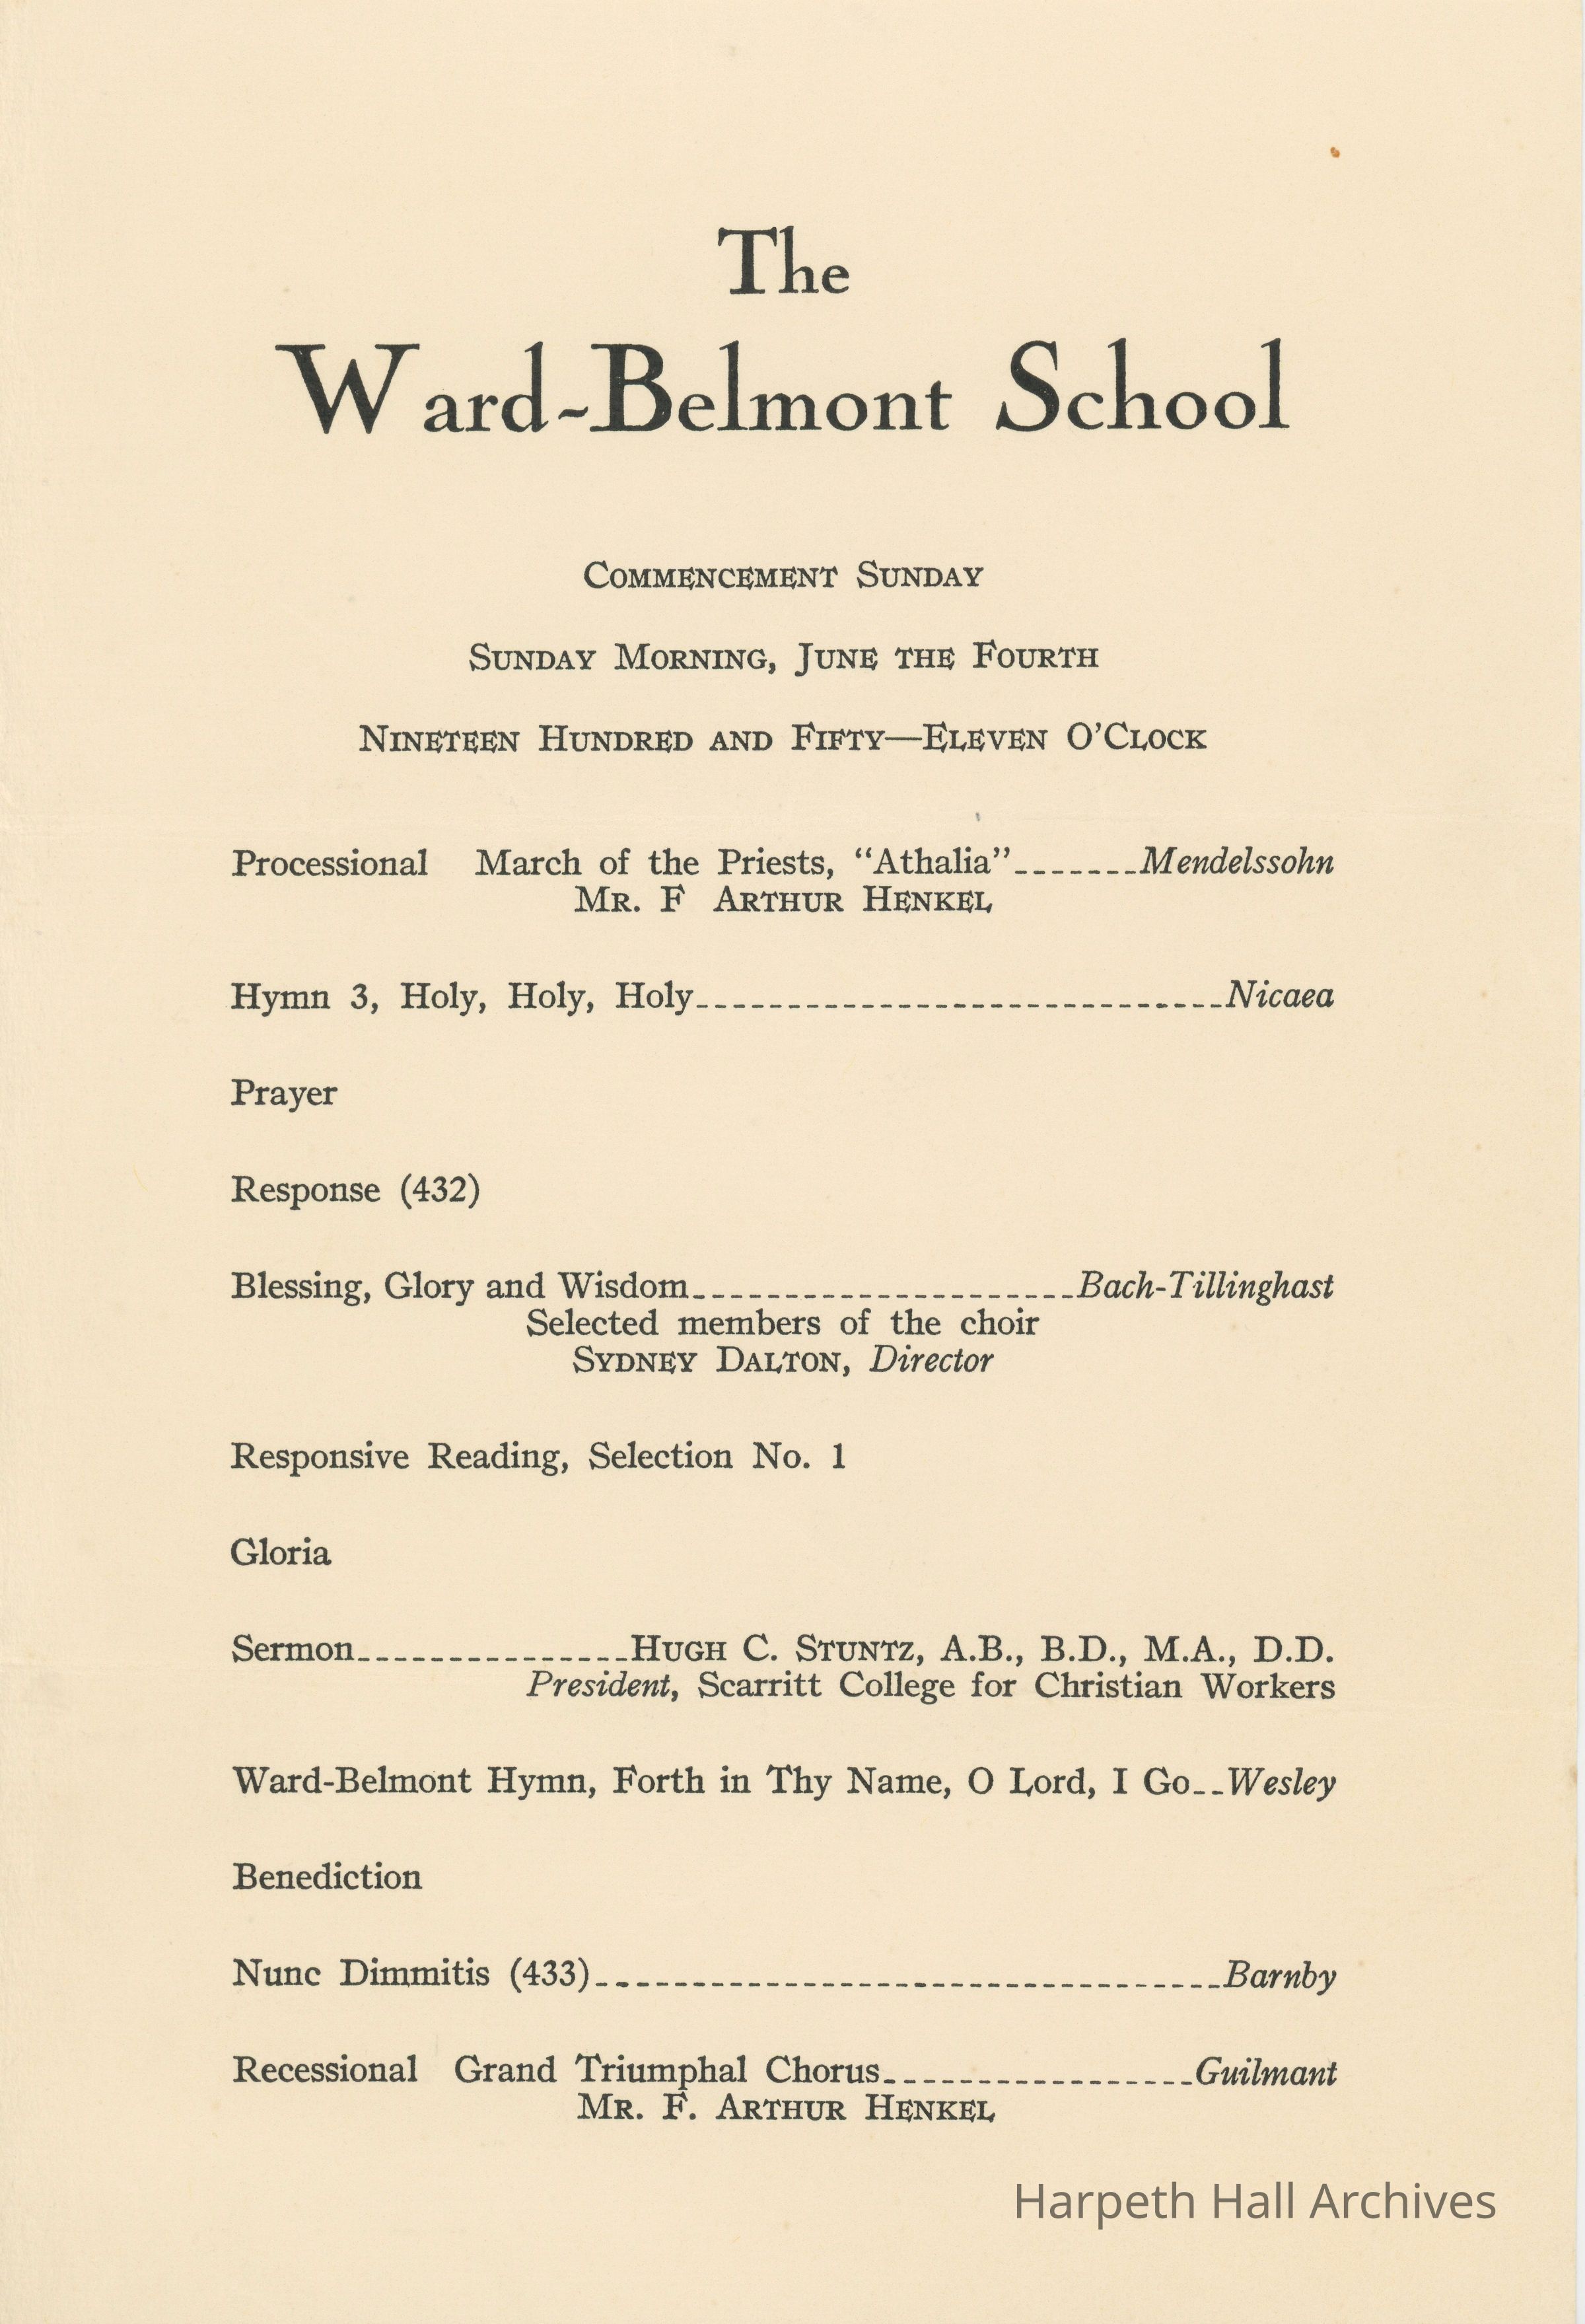 The
Ward-Belmont School
Commencement Sunday
Sunday Morning, June the Fourth
Nineteen Hundred and Fifty—Eleven O'Clock
Processional March of the Priests, “Athalia”-------Mendelssohn
Mr. F Arthur Henkel
Hymn 3, Holy, Holy, Holy-----------------------------Nicaea
Prayer
Response (432)
Blessing, Glory and Wisdom---------------------Bach-Tillinghast
Selected members of the choir
Sydney Dalton, Director
Responsive Reading, Selection No. 1
Gloria
Sermon---------------Hugh C. Stuntz, A.B., B.D., M.A., D.D.
President, Scarritt College for Christian Workers
Ward-Belmont Hymn, Forth in Thy Name, O Lord, I Go--Wesley
Benediction
Nunc Dimmitis (433)----------------------------------Barnby
Recessional Grand Triumphal Chorus-----------------Guilmant
Mr. F. Arthur Henkel
Harpeth Hall Archives